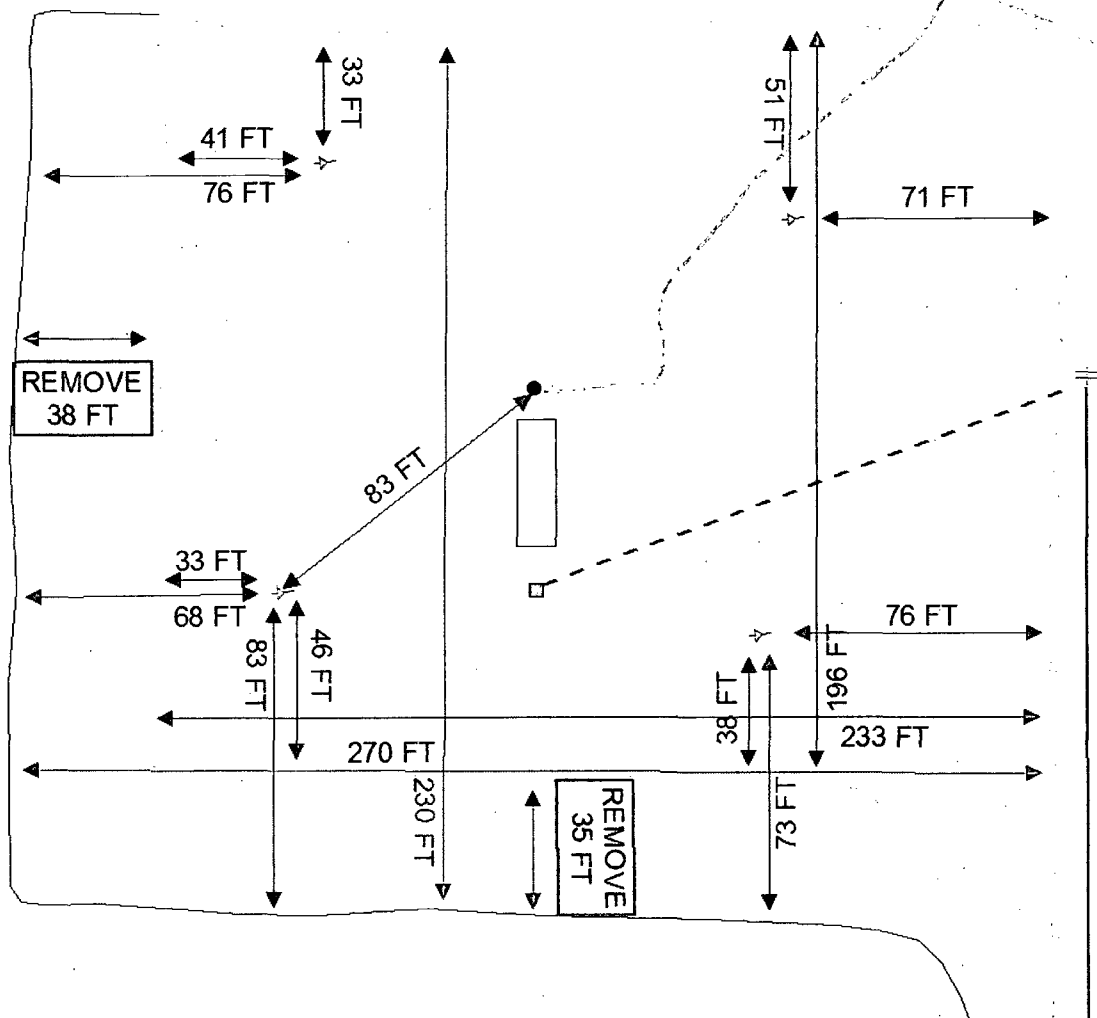 33 FT
51 FT
41 FT
76 FT
71 FT
REMOVE
38 FT
83 FT
33 FT
68 FT
83 FT
46 FT
76 FT
196 FT
38 FT
233 FT
270 FT
230 FT
REMOVE
35 FT
73 FT